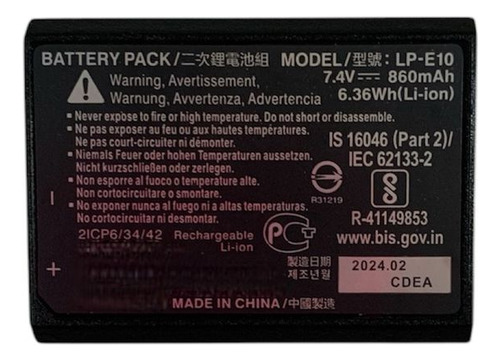 BATTERY PACK/二次鋰電池組 MODEL/型號: LP-E10
7.4V⎓ 860mAh
6.36Wh(Li-ion)
Warning, Avertissement,
Warnung, Avvertenza, Advertencia
•Never expose to fire or high temperature. Do not short or disassemble.
•Ne pas exposer au feu ou aux hautes températures.
Ne pas court-circuiter ni démonter.
•Niemals Feuer oder hohen Temperaturen aussetzen.
Nicht kurzschließen oder zerlegen.
•Non esporre al fuoco o ad alta temperatura.
Non cortocircuitare o smontare.
•No exponer al fuego ni a altas temperaturas.
No cortocircuitar ni desmontar.
IS 16046 (Part 2)/
IEC 62133-2
R31219
R-41149853
www.bis.gov.in
2ICP6/34/42 Rechargeable
Li-ion
製造日期
제조년월
2024.02
CDEA
− +
MADE IN CHINA/中國製造